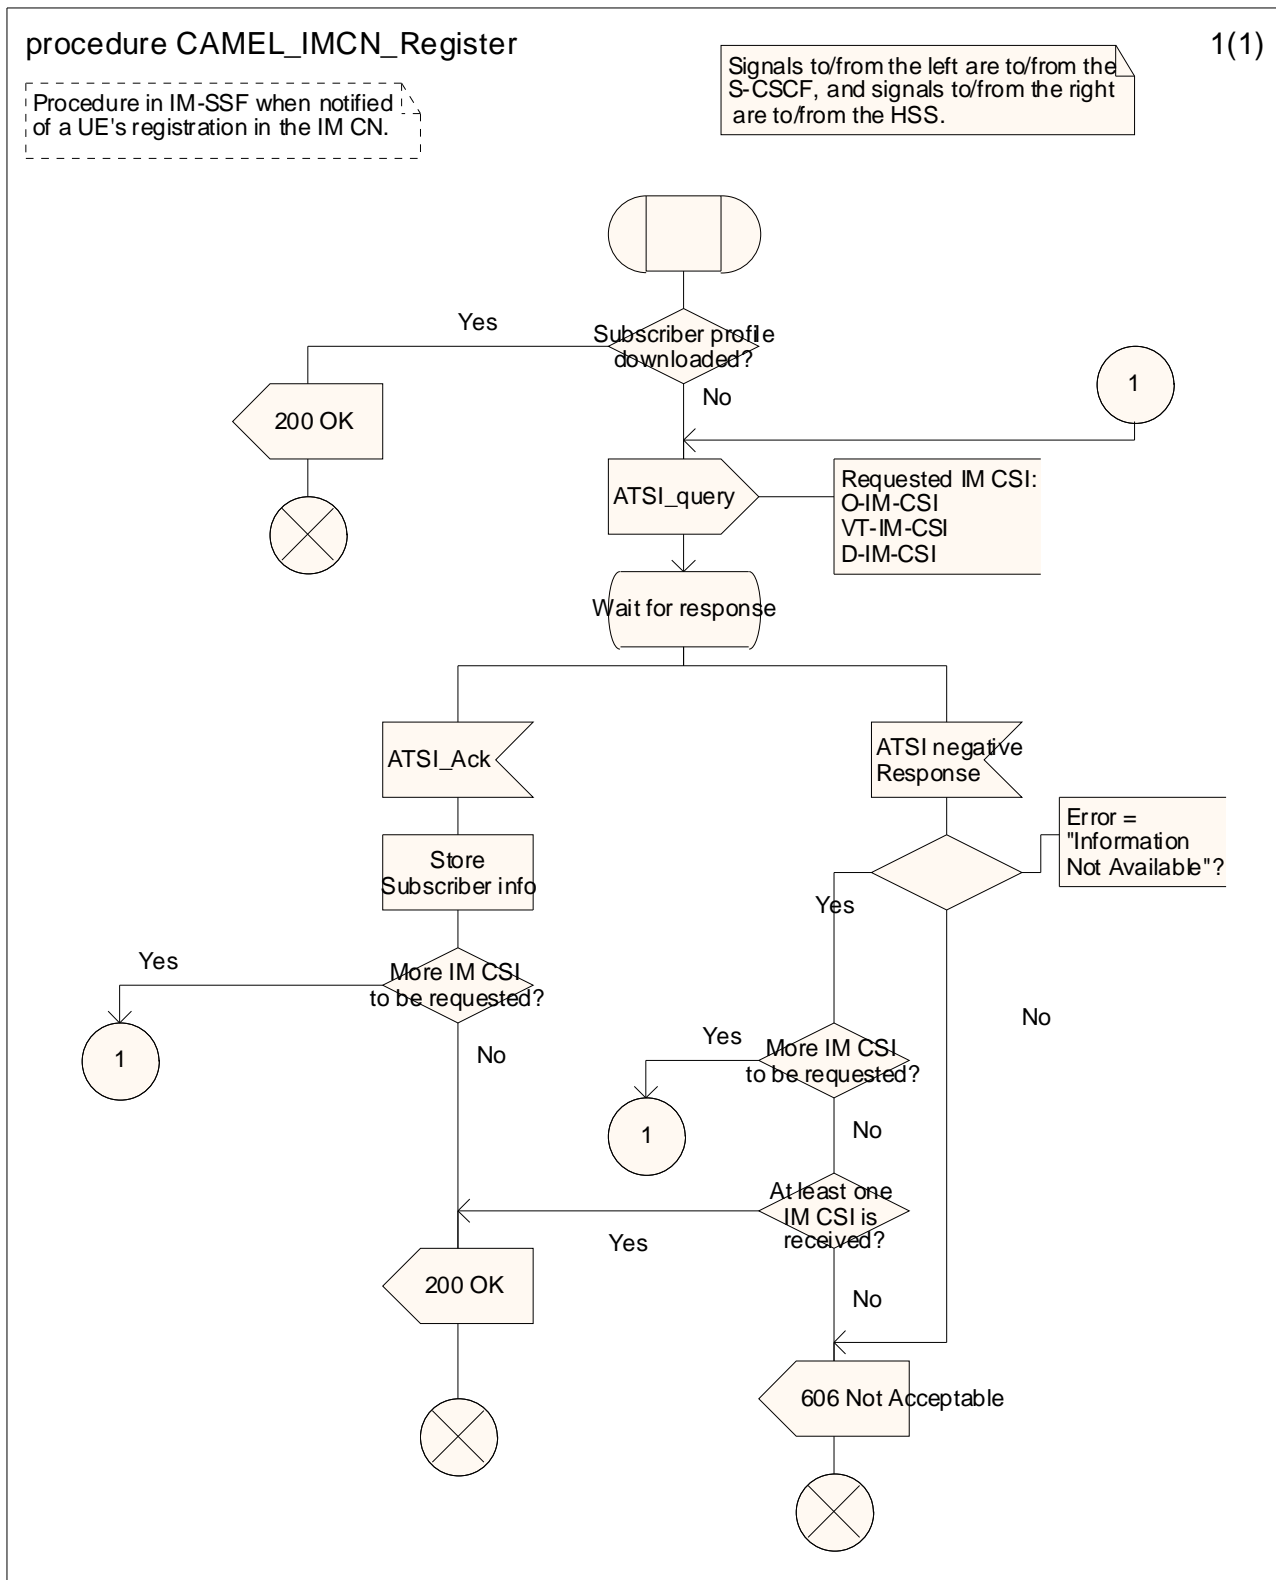 procedure CAMEL_IMCN_Register
1(1)
Procedure in IM-SSF when notified
of a UE's registration in the IM CN.
Signals to/from the left are to/from the
S-CSCF, and signals to/from the right
are to/from the HSS.
Yes
Subscriber profile
downloaded?
No
1
200 OK
ATSI_query
Requested IM CSI:
O-IM-CSI
VT-IM-CSI
D-IM-CSI
Wait for response
ATSI_Ack
ATSI negative
Response
Error =
"Information
Not Available"?
Store
Subscriber info
Yes
Yes
More IM CSI
to be requested?
No
1
No
Yes
More IM CSI
to be requested?
1
No
At least one
IM CSI is
received?
Yes
200 OK
No
606 Not Acceptable